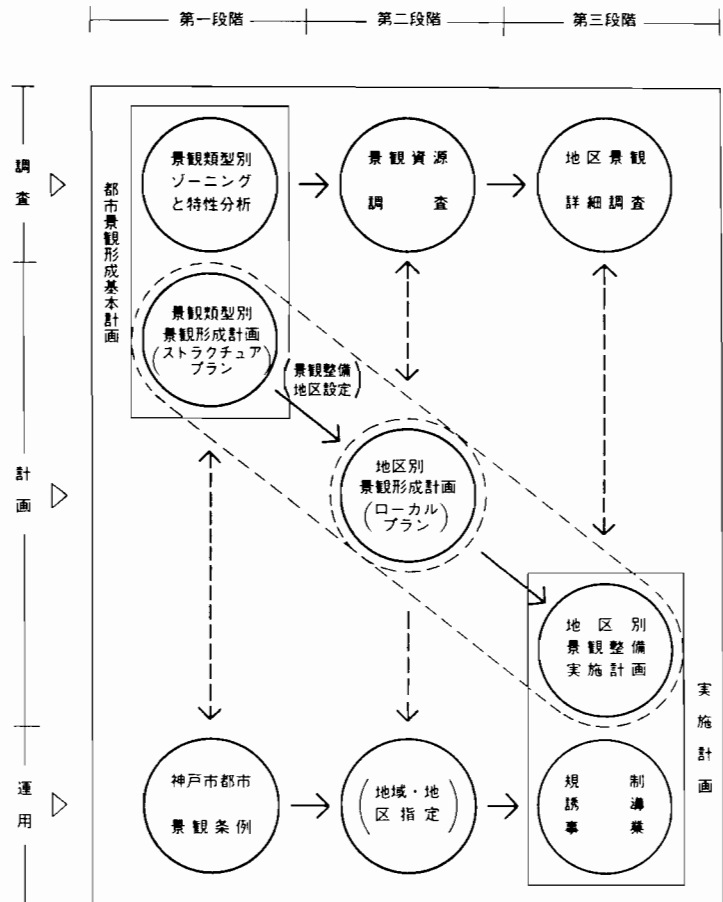 第一段階
第二段階
第三段階
調査
都市景観形成基本計画
景観類型別
ゾーニング
と特性分析
景観資源
調査
地区景観
詳細調査
計画
景観類型別
景観形成計画
(ストラクチュア
プラン)
(景観整備
地区設定)
地区別
景観形成計画
(ローカル
プラン)
地区別
景観整備
実施計画
実施計画
運用
神戸市都市
景観条例
(地域・地
区指定)
規制
誘導
事業